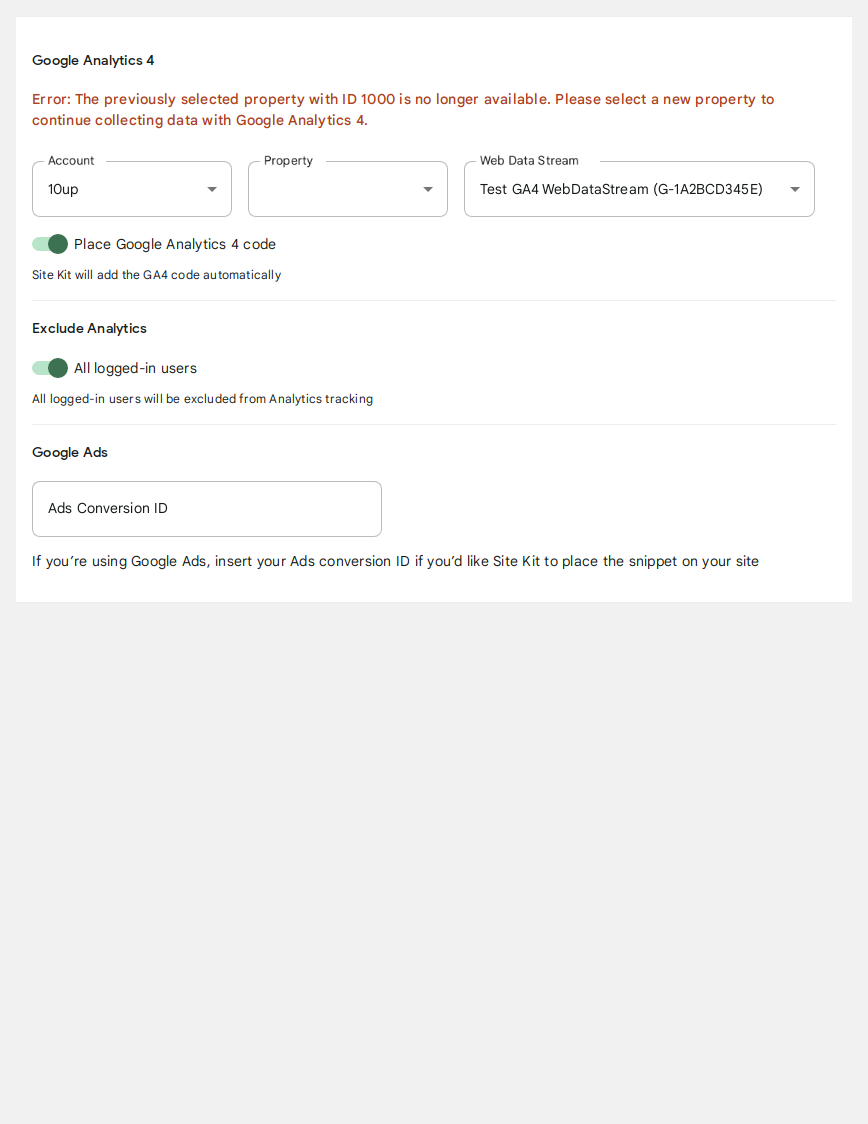 Google Analytics 4
Error: The previously selected property with ID 1000 is no longer available. Please select a new property to
continue collecting data with Google Analytics 4.
Account Property Web Data Stream
10up Test GA4 WebDataStream (G-1A2BCD345E)
Place Google Analytics 4 code
Site Kit will add the GA4 code automatically
Exclude Analytics
All logged-in users
All logged-in users will be excluded from Analytics tracking
Google Ads
Ads Conversion ID
If you’re using Google Ads, insert your Ads conversion ID if you’d like Site Kit to place the snippet on your site